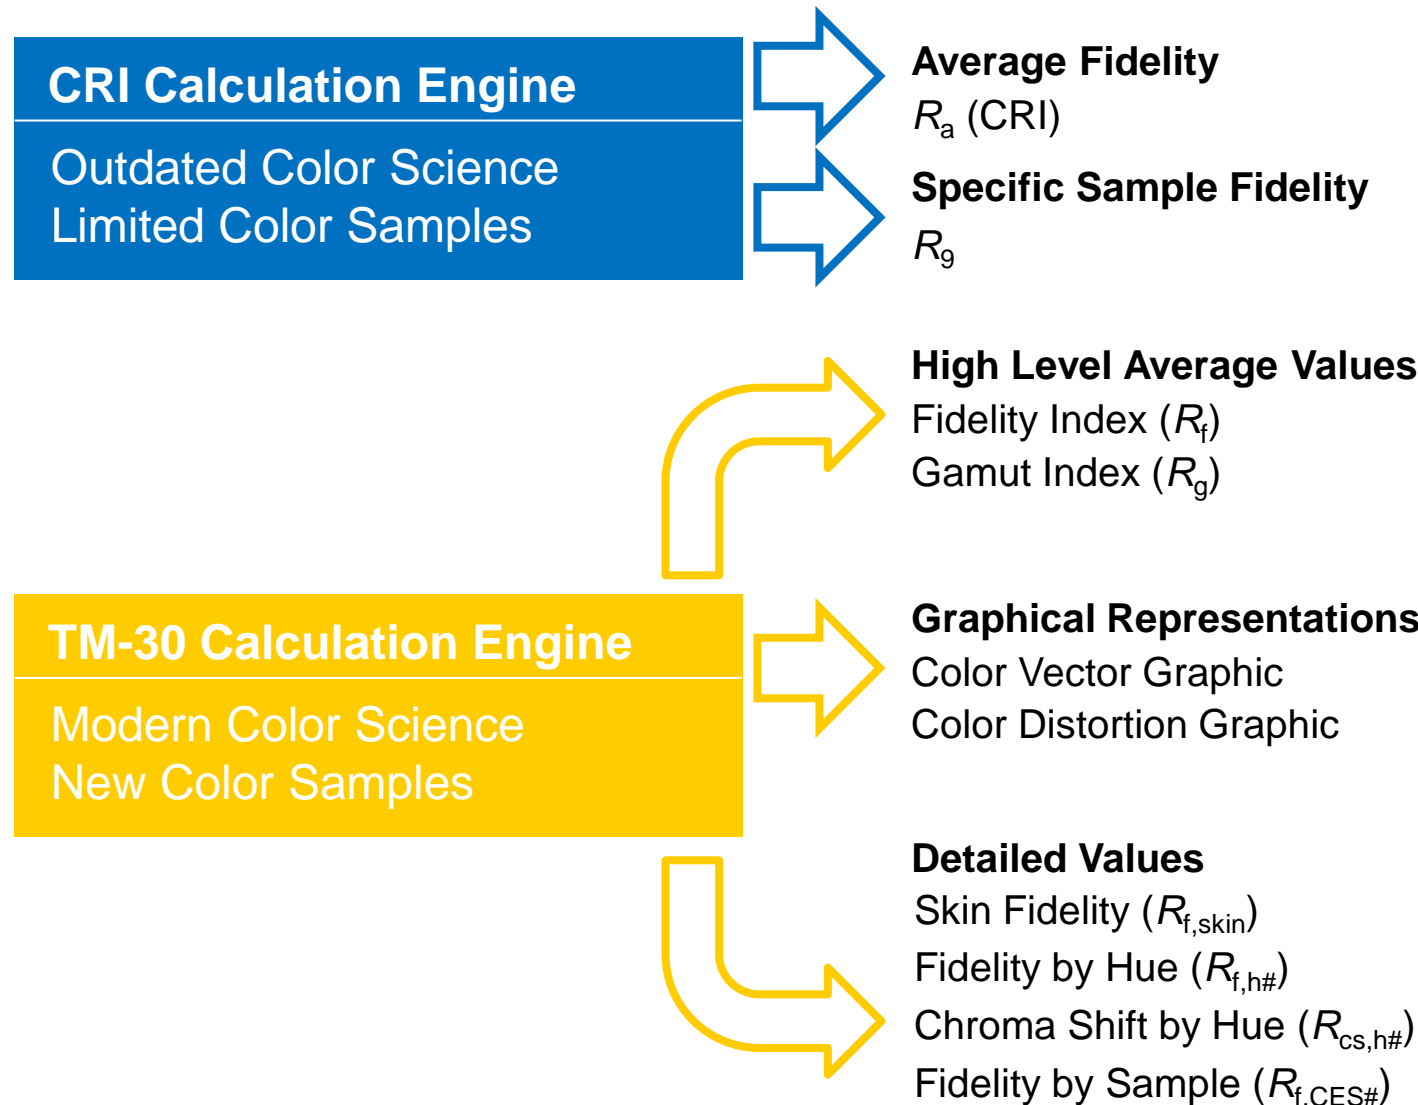 CRI Calculation Engine
Outdated Color Science
Limited Color Samples
Average Fidelity
Ra (CRI)
Specific Sample Fidelity
R9
High Level Average Values
Fidelity Index (Rf)
Gamut Index (Rg)
TM-30 Calculation Engine
Modern Color Science
New Color Samples
Graphical Representations
Color Vector Graphic
Color Distortion Graphic
Detailed Values
Skin Fidelity (Rf,skin)
Fidelity by Hue (Rf,h#)
Chroma Shift by Hue (Rcs,h#)
Fidelity by Sample (Rf,CES#)